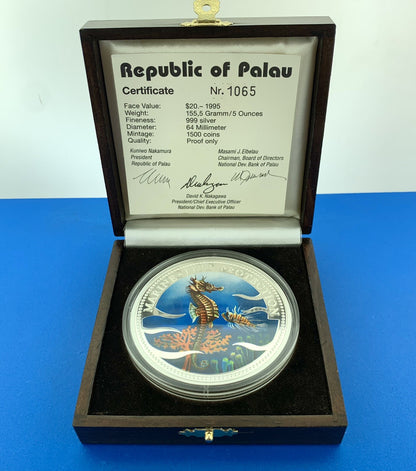 Republic of Palau
Certificate Nr. 1065
Face Value: $20.– 1995
Weight: 155,5 Gramm/5 Ounces
Fineness: 999 silver
Diameter: 64 Millimeter
Mintage: 1500 coins
Quality: Proof only
Kuniwo Nakamura Masami J. Elbelau
President Chairman, Board of Directors
Republic of Palau National Dev. Bank of Palau
David K. Nakagawa
President/Chief Executive Officer
National Dev. Bank of Palau